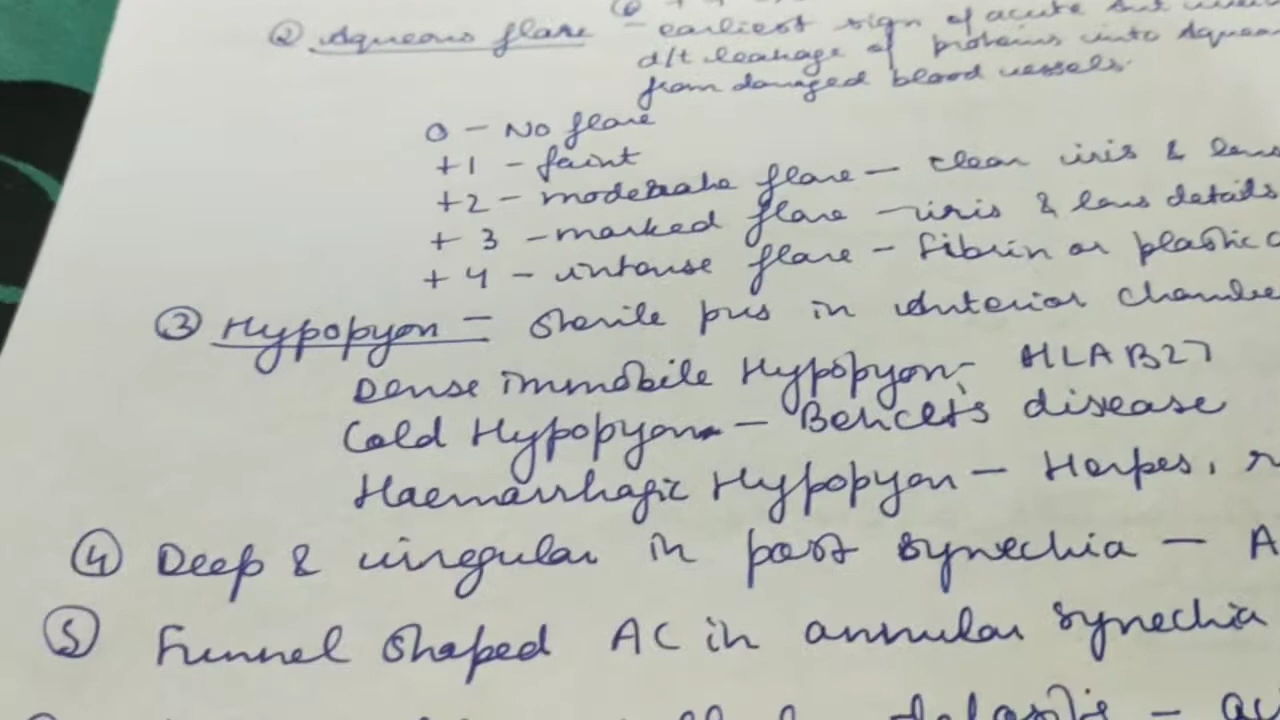 ② Aqueous flare - earliest sign of acute
d/t leakage of proteins into Aqueou
from damaged blood vessels.
0 - No flare
+1 - faint
+2 - moderate flare - clear iris & lens
+3 - marked flare - iris & lens details
+4 - intense flare - fibrin or plastic
③ Hypopyon - Sterile pus in Anterior Chambe
Dense immobile Hypopyon - HLA B27
Cold Hypopyon - Behcets disease
Haemorrhagic Hypopyon - Herpes,
④ Deep & irregular in post synechia - A
⑤ Funnel shaped AC in annular synechia